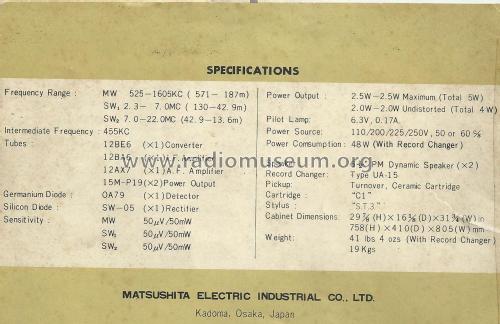 SPECIFICATIONS
Frequency Range : MW 525-1605KC ( 571- 187m)
SW₁ 2.3- 7.0MC ( 130-42.9m)
SW₂ 7.0-22.0MC (42.9-13.6m)
Intermediate Frequency : 455KC
Tubes : 12BE6 (×1)Converter
12BA6 (×1)I.F. Amplifier
12AX7 (×1)A.F. Amplifier
15M-P19(×2)Power Output
Germanium Diode : OA79 (×1)Detector
Silicon Diode : SW-05 (×1)Rectifier
Sensitivity : MW 50μV/50mW
SW₁ 50μV/50mW
SW₂ 50μV/50mW
Power Output : 2.5W-2.5W Maximum (Total 5W)
2.0W-2.0W Undistorted (Total 4W)
Pilot Lamp: 6.3V, 0.17A
Power Source: 110/200/225/250V, 50 or 60 %
Power Consumption : 48W (With Record Changer)
PM Dynamic Speaker (×2)
Record Changer: Type UA-15
Pickup: Turnover, Ceramic Cartridge
Cartridge : "C1"
Stylus : "S.T.3."
Cabinet Dimensions: (H)× (D)× (W) in
758(H)×410(D)×805(W)mm
Weight: 41 lbs 4 ozs (With Record Changer)
19 Kgs
MATSUSHITA ELECTRIC INDUSTRIAL CO., LTD.
Kadoma, Osaka, Japan
www.radiomuseum.org